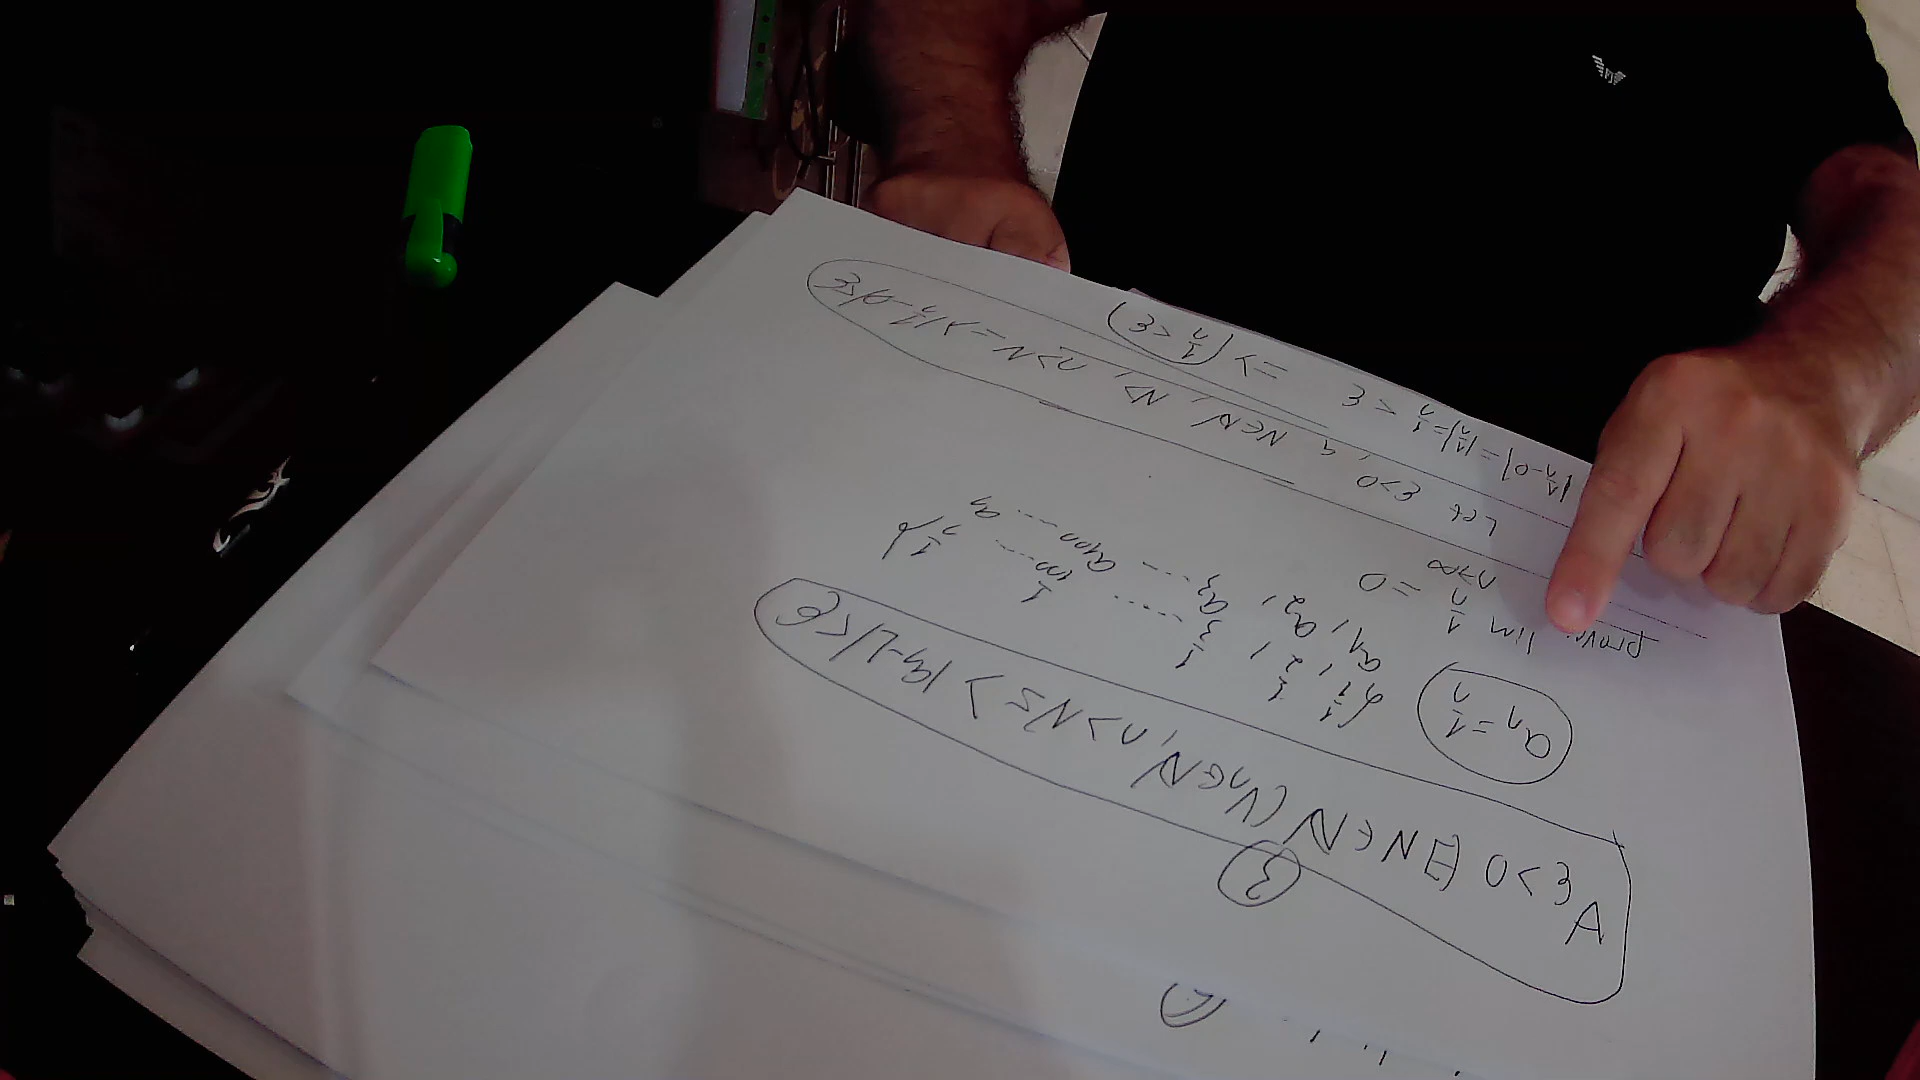 ∀ε>0 ∃N∈ℕ (∀n∈ℕ, n>N => |aₙ-L|<ε
3
aₙ=1/n
{1/1, 1/2, 1/3 ...... 1/100 ...... 1/n}
a₁, a₂, a₃ ...... a₁₀₀ ...... aₙ
lim n→∞ 1/n = 0
Let ε>0, N∈ℕ, n>N => |1/n-0|<ε
|1/n-0|=|1/n|=1/n < ε => (1/n<ε)